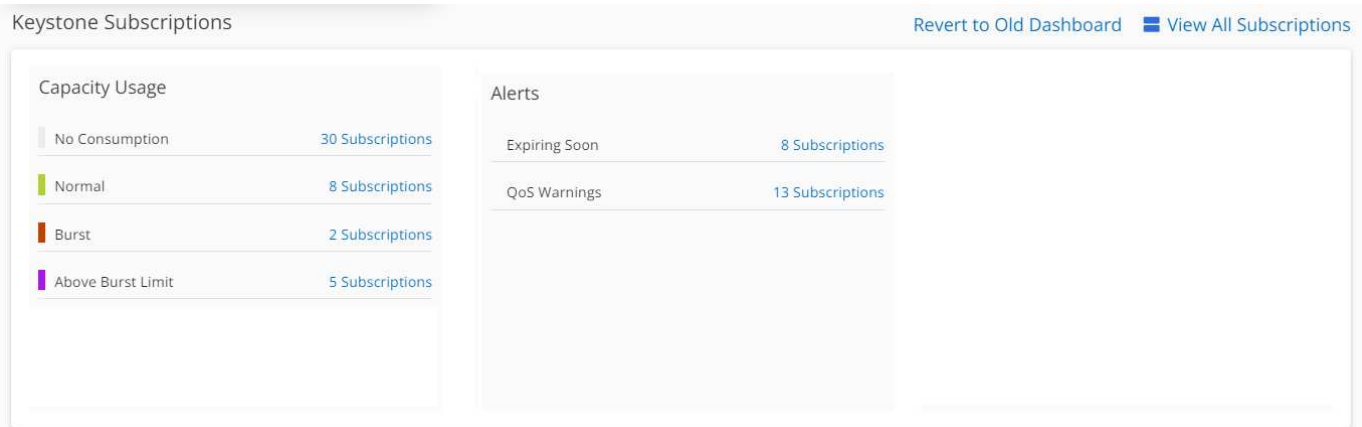 Keystone Subscriptions
Revert to Old Dashboard View All Subscriptions
Capacity Usage
No Consumption 30 Subscriptions
Normal 8 Subscriptions
Burst 2 Subscriptions
Above Burst Limit 5 Subscriptions
Alerts
Expiring Soon 8 Subscriptions
QoS Warnings 13 Subscriptions